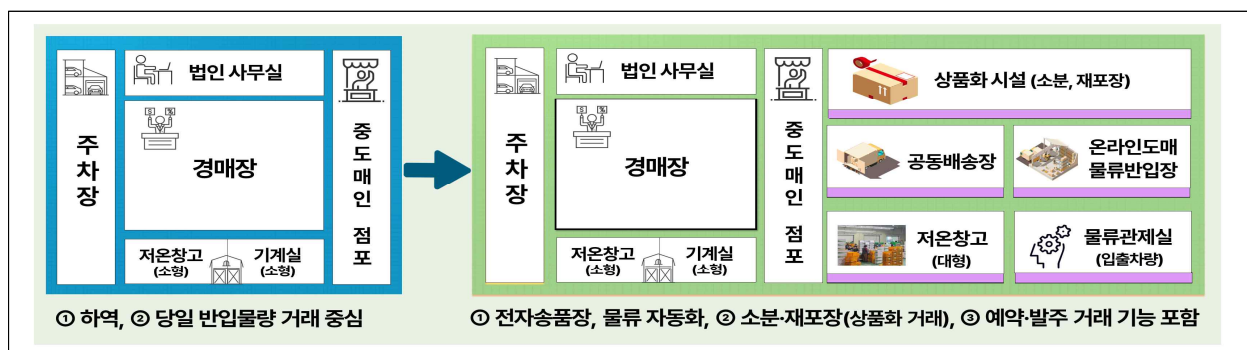 법인 사무실
주차장
경매장
중도매인 점포
저온창고
(소형)
기계실
(소형)
① 하역, ② 당일 반입물량 거래 중심
법인 사무실
주차장
경매장
중도매인 점포
저온창고
(소형)
기계실
(소형)
상품화 시설 (소분, 재포장)
공동배송장
온라인도매
물류반입장
저온창고
(대형)
물류관제실
(입출차량)
① 전자송품장, 물류 자동화, ② 소분·재포장(상품화 거래), ③ 예약·발주 거래 기능 포함